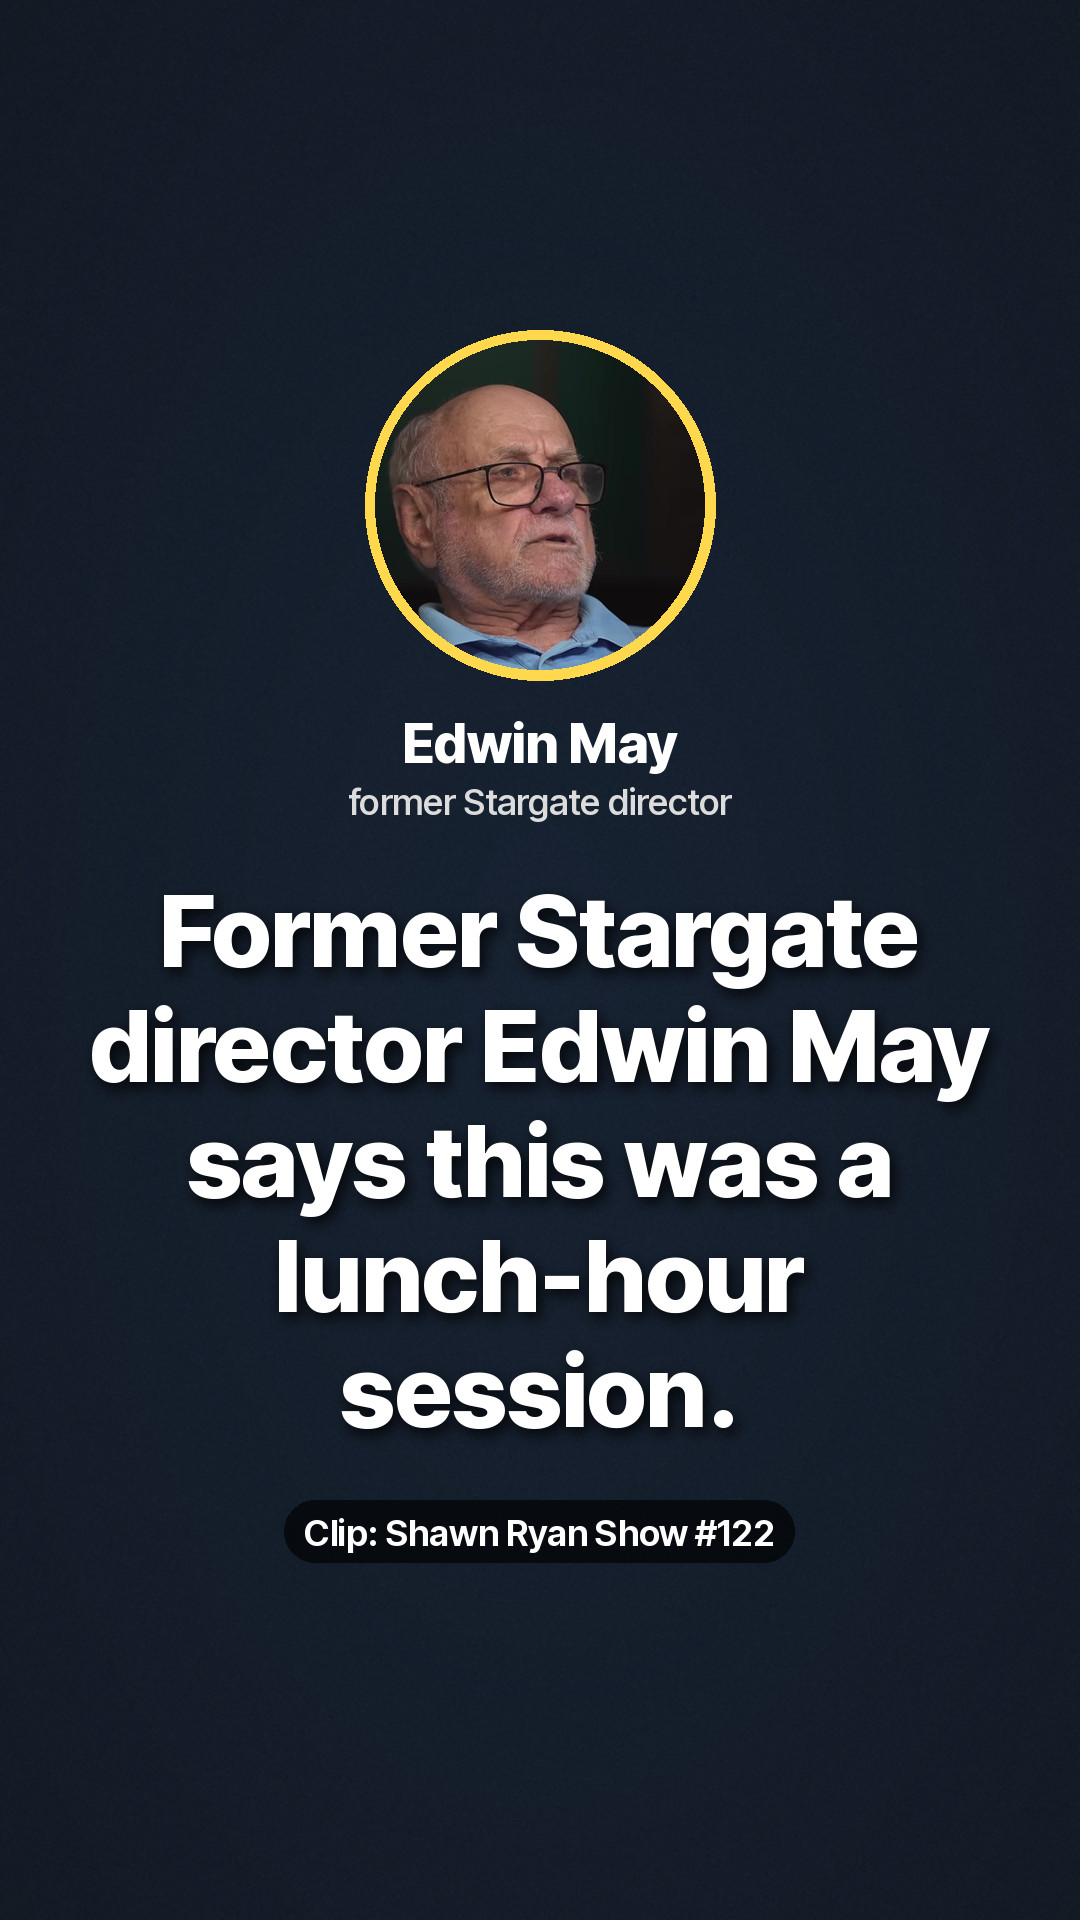 Edwin May
former Stargate director
Former Stargate
director Edwin May
says this was a
lunch-hour
session.
Clip: Shawn Ryan Show #122